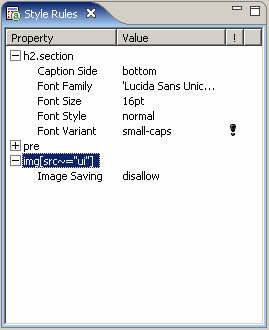 Style Rules
Property Value !
h2.section
Caption Side bottom
Font Family 'Lucida Sans Unic...
Font Size 16pt
Font Style normal
Font Variant small-caps
pre
img[src~="ui"]
Image Saving disallow